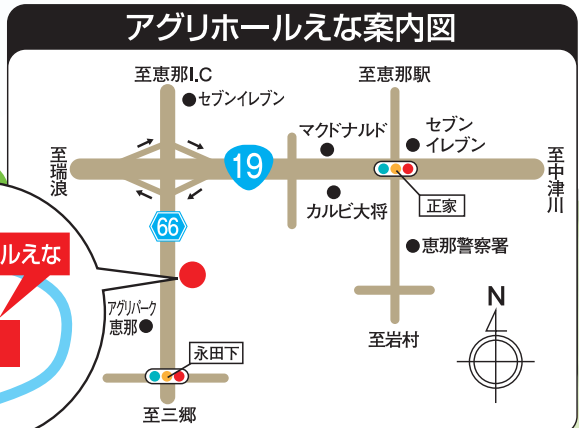 アグリホールえな案内図
至恵那I.C
至恵那駅
セブンイレブン
マクドナルド
セブン
イレブン
至瑞浪
19
至中津川
カルビ大将
正家
66
ルえな
恵那警察署
アグリパーク
恵那
N
永田下
至岩村
至三郷